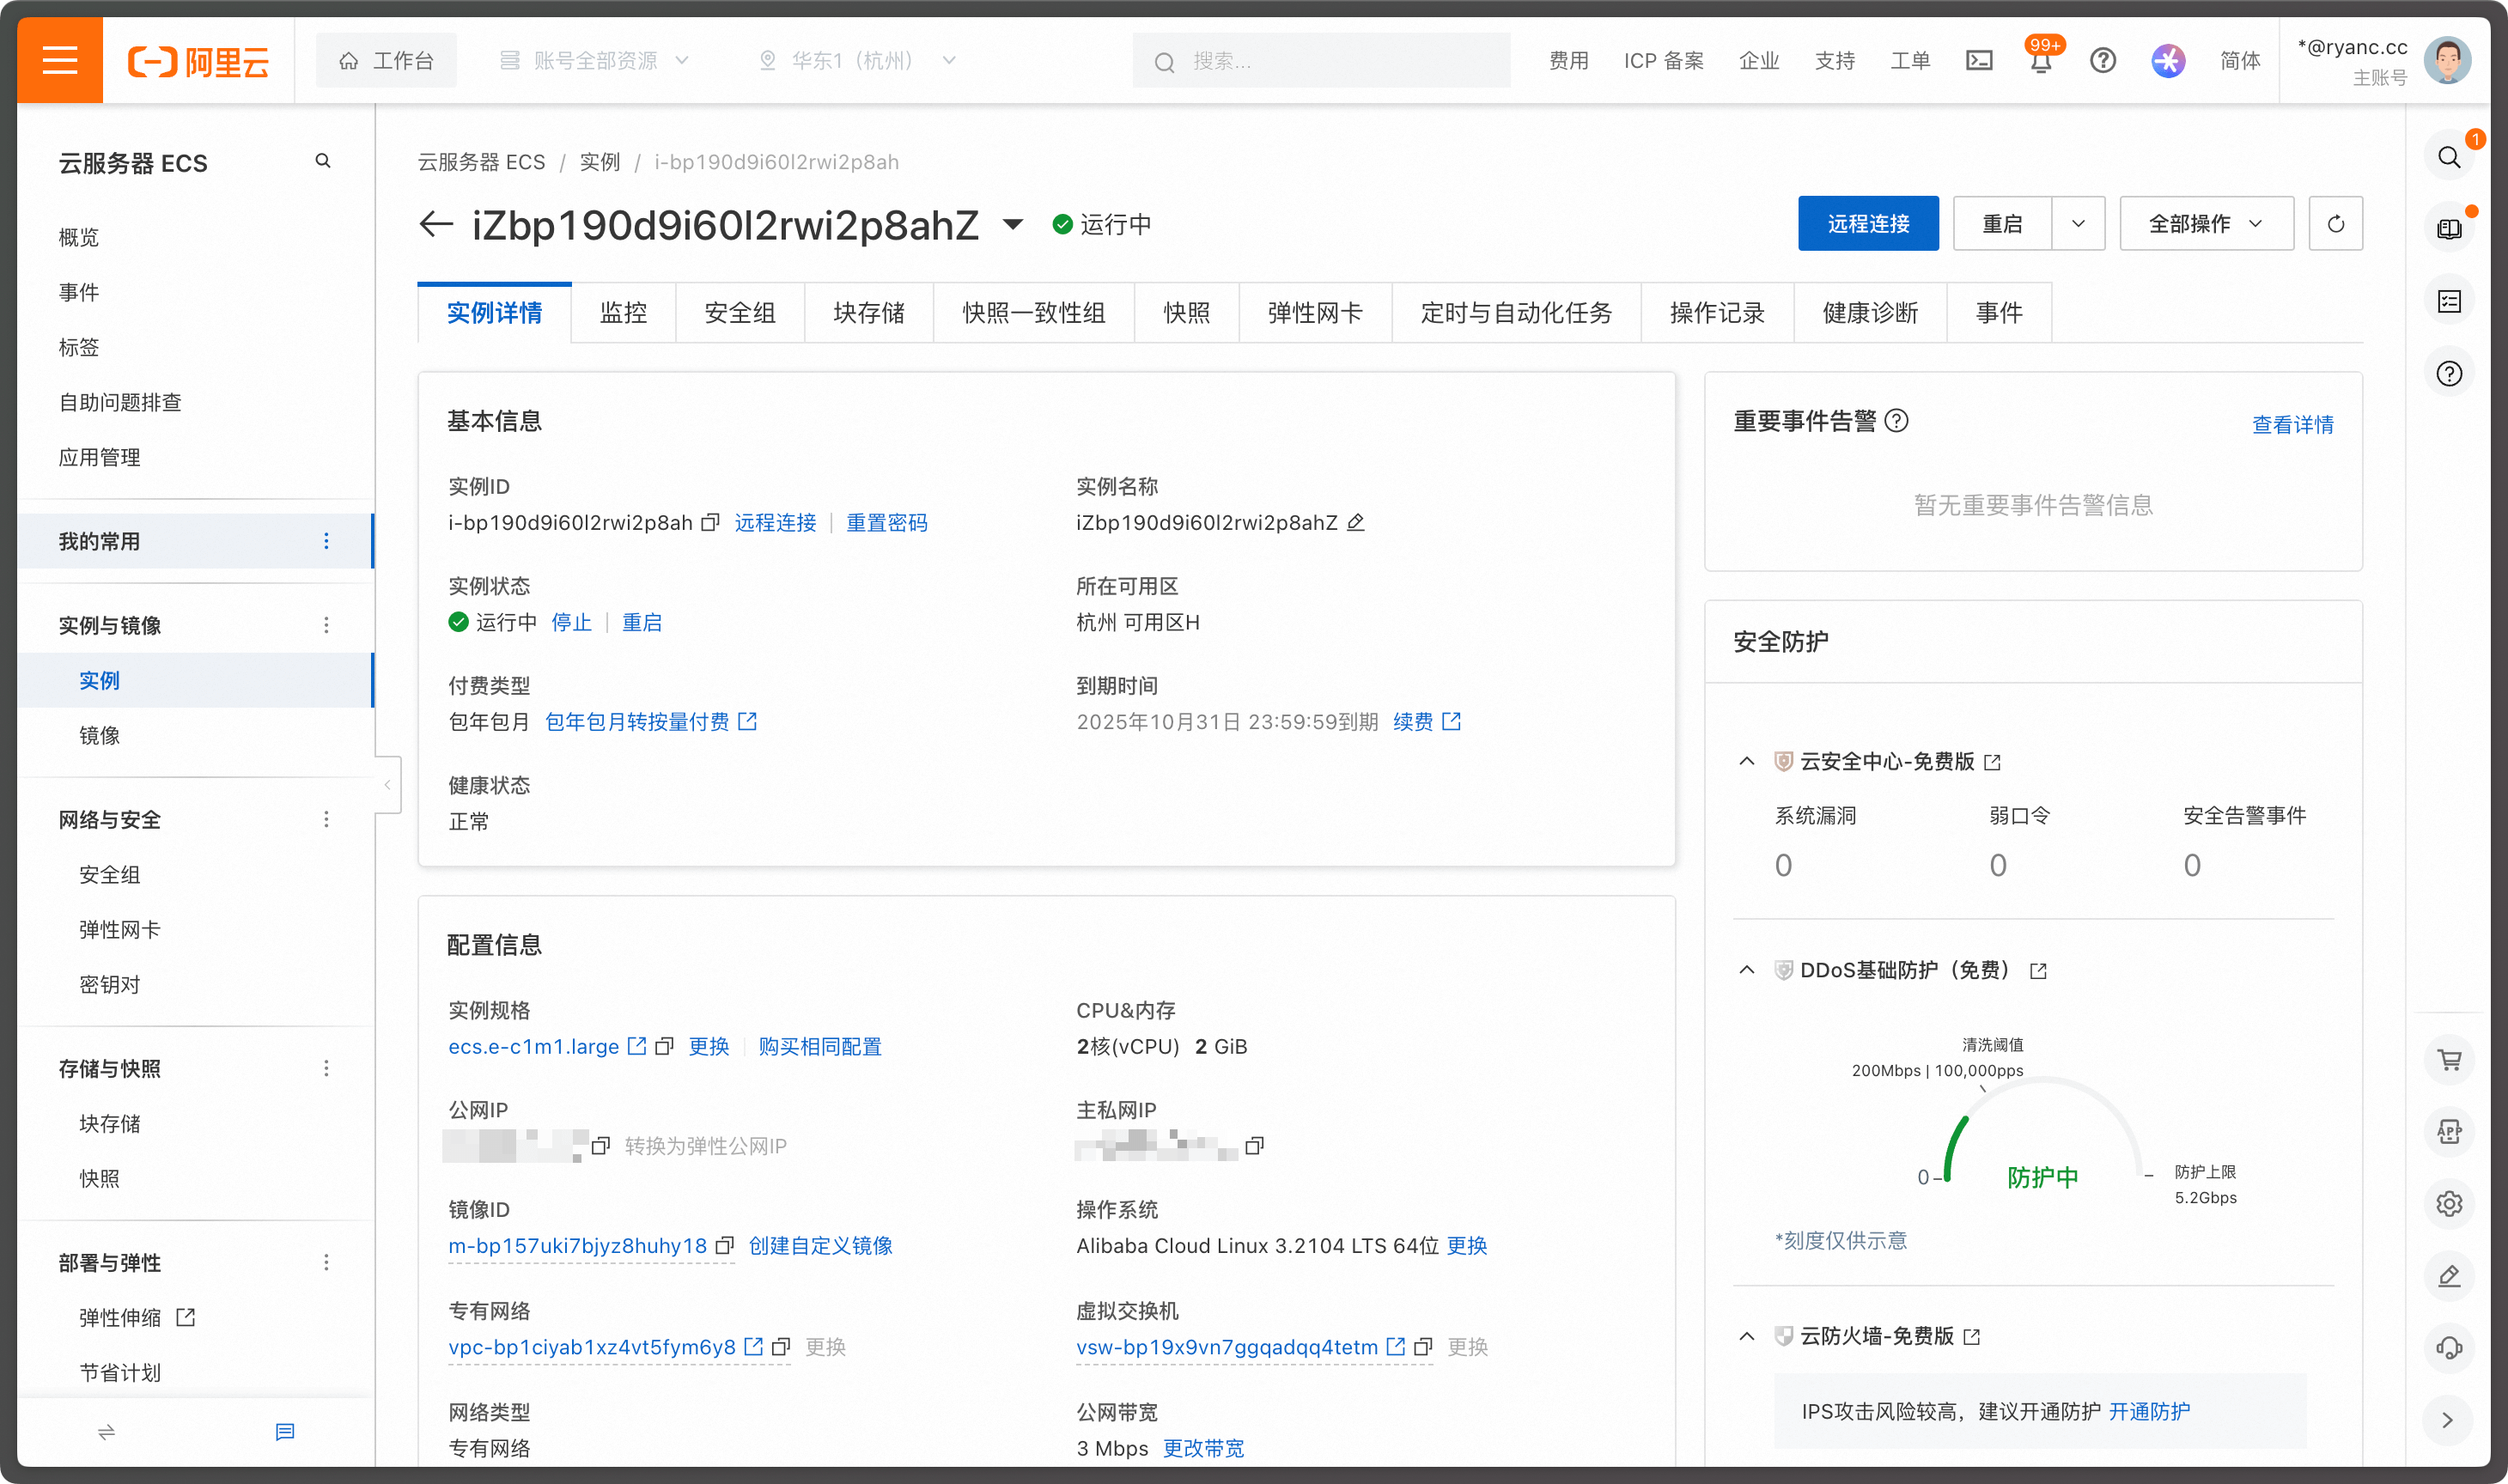 阿里云
工作台
账号全部资源
华东1（杭州）
搜索...
费用
ICP 备案
企业
支持
工单
99+
简体
*@ryanc.cc
主账号
云服务器 ECS
概览
事件
标签
自助问题排查
应用管理
我的常用
实例与镜像
实例
镜像
网络与安全
安全组
弹性网卡
密钥对
存储与快照
块存储
快照
部署与弹性
弹性伸缩
节省计划
云服务器 ECS / 实例 / i-bp190d9i60l2rwi2p8ah
iZbp190d9i60l2rwi2p8ahZ 运行中
远程连接
重启
全部操作
实例详情
监控
安全组
块存储
快照一致性组
快照
弹性网卡
定时与自动化任务
操作记录
健康诊断
事件
基本信息
实例ID
i-bp190d9i60l2rwi2p8ah 远程连接 | 重置密码
实例名称
iZbp190d9i60l2rwi2p8ahZ
实例状态
运行中 停止 | 重启
所在可用区
杭州 可用区H
付费类型
包年包月 包年包月转按量付费
到期时间
2025年10月31日 23:59:59到期 续费
健康状态
正常
配置信息
实例规格
ecs.e-c1m1.large 更换 | 购买相同配置
CPU&内存
2核(vCPU) 2 GiB
公网IP
转换为弹性公网IP
主私网IP
镜像ID
m-bp157uki7bjyz8huhy18 创建自定义镜像
操作系统
Alibaba Cloud Linux 3.2104 LTS 64位 更换
专有网络
vpc-bp1ciyab1xz4vt5fym6y8 更换
虚拟交换机
vsw-bp19x9vn7ggqadqq4tetm 更换
网络类型
专有网络
公网带宽
3 Mbps 更改带宽
重要事件告警
查看详情
暂无重要事件告警信息
安全防护
云安全中心-免费版
系统漏洞
弱口令
安全告警事件
0
0
0
DDoS基础防护（免费）
清洗阈值
200Mbps | 100,000pps
0
防护中
防护上限
5.2Gbps
*刻度仅供示意
云防火墙-免费版
IPS攻击风险较高，建议开通防护 开通防护
1
APP